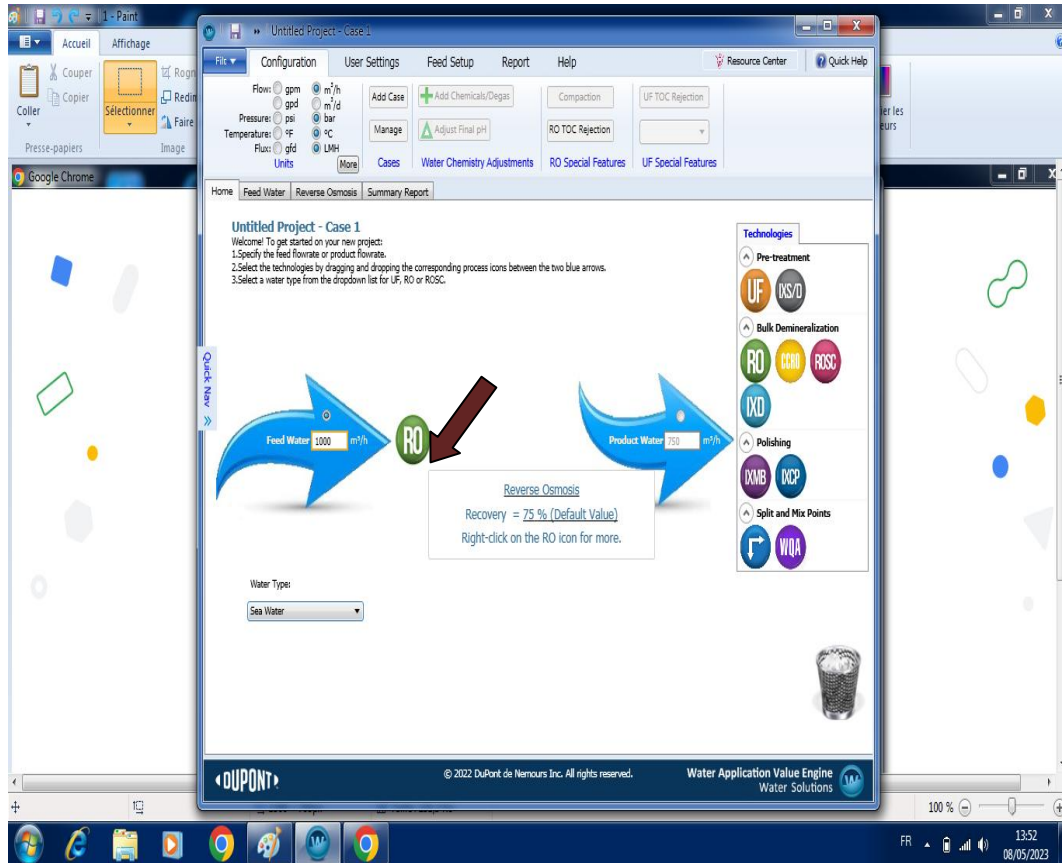 1 - Paint
Accueil Affichage
Couper
Copier
Coller
Sélectionner
Rogn
Redin
Faire
Presse-papiers
Image
Google Chrome
Untitled Project - Case 1
File Configuration User Settings Feed Setup Report Help Resource Center Quick Help
Flow: gpm m³/h
gpd m³/d
Pressure: psi bar
Temperature: °F °C
Flux: gfd LMH
Units More
Add Case
Manage
Cases
Add Chemicals/Degas
Adjust Final pH
Water Chemistry Adjustments
Compaction
RO TOC Rejection
RO Special Features
UF TOC Rejection
UF Special Features
ier les
eurs
Home Feed Water Reverse Osmosis Summary Report
Untitled Project - Case 1
Welcome! To get started on your new project:
1.Specify the feed flowrate or product flowrate.
2.Select the technologies by dragging and dropping the corresponding process icons between the two blue arrows.
3.Select a water type from the dropdown list for UF, RO or ROSC.
Quick Nav »
Feed Water 1000 m³/h
RO
Product Water 750 m³/h
Reverse Osmosis
Recovery = 75 % (Default Value)
Right-click on the RO icon for more.
Water Type:
Sea Water
Technologies
Pre-treatment
UF IXS/D
Bulk Demineralization
RO CCRO ROSC
IXD
Polishing
IXMB IXCP
Split and Mix Points
WQA
DUPONT
© 2022 DuPont de Nemours Inc. All rights reserved.
Water Application Value Engine
Water Solutions
100 %
FR
13:52
08/05/2023